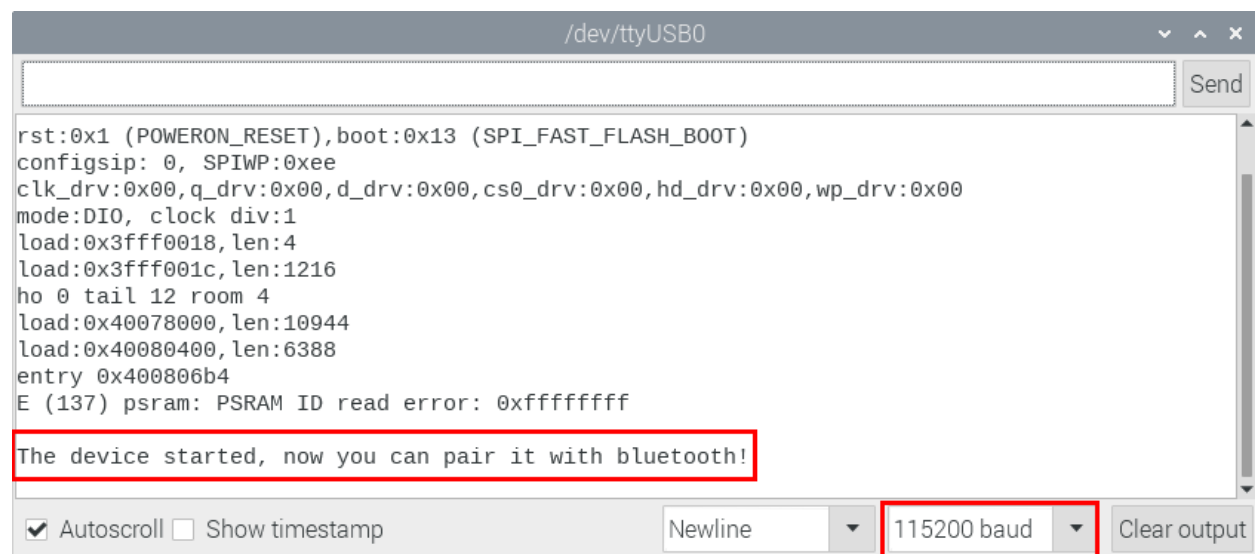 /dev/ttyUSB0
Send
rst:0x1 (POWERON_RESET),boot:0x13 (SPI_FAST_FLASH_BOOT)
configsip: 0, SPIWP:0xee
clk_drv:0x00,q_drv:0x00,d_drv:0x00,cs0_drv:0x00,hd_drv:0x00,wp_drv:0x00
mode:DIO, clock div:1
load:0x3fff0018,len:4
load:0x3fff001c,len:1216
ho 0 tail 12 room 4
load:0x40078000,len:10944
load:0x40080400,len:6388
entry 0x400806b4
E (137) psram: PSRAM ID read error: 0xffffffff
The device started, now you can pair it with bluetooth!
Autoscroll Show timestamp Newline 115200 baud Clear output